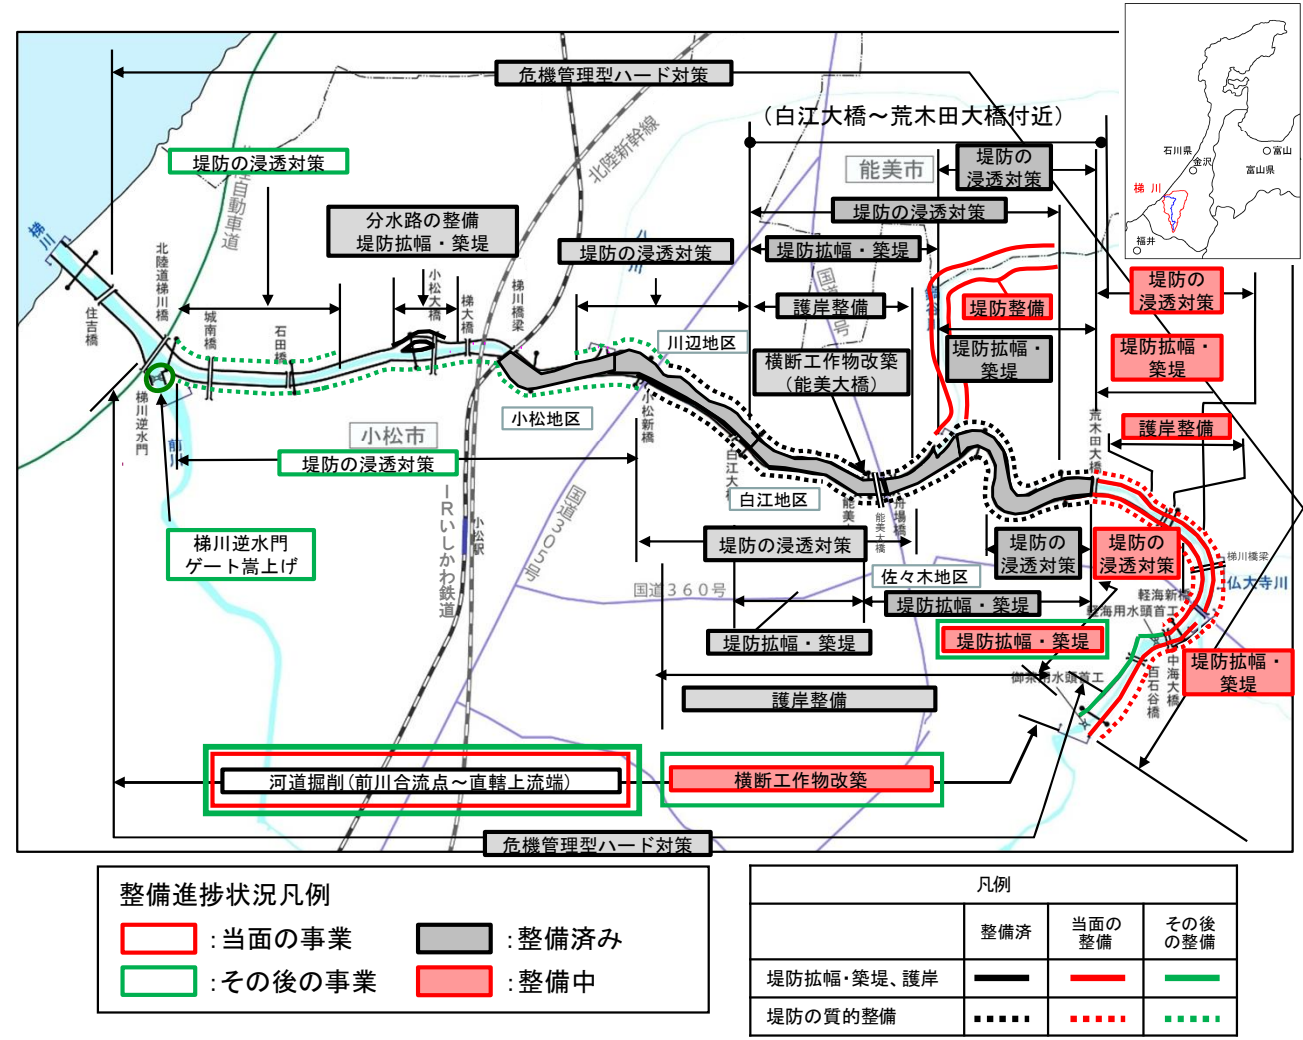 危機管理型ハード対策
（白江大橋～荒木田大橋付近）
石川県
金沢
富山
富山県
梯 川
福井
堤防の浸透対策
自動車道
北陸新幹線
能美市
堤防の
浸透対策
堤防の浸透対策
分水路の整備
堤防拡幅・築堤
堤防の浸透対策
堤防拡幅・築堤
梯川
北陸道梯川橋
小松大橋
梯川橋梁
護岸整備
堤防整備
堤防の
浸透対策
住吉橋
城南橋
石田橋
梯大橋
川辺地区
横断工作物改築
（能美大橋）
堤防拡幅・
築堤
堤防拡幅・
築堤
梯川逆水門
小松地区
小松新橋
荒木田大橋
護岸整備
小松市
堤防の浸透対策
白江地区
梯川逆水門
ゲート嵩上げ
IRいしかわ鉄道
小松駅
国道305号
能美大橋
堤防の浸透対策
堤防の
浸透対策
堤防の
浸透対策
梯川橋梁
仏大寺川
佐々木地区
国道360号
軽海新橋
軽海用水頭首工
堤防拡幅・築堤
堤防拡幅・築堤
堤防拡幅・築堤
堤防拡幅・
築堤
御茶用水頭首工
百石谷橋
中海大橋
護岸整備
河道掘削（前川合流点～直轄上流端）
横断工作物改築
危機管理型ハード対策
整備進捗状況凡例
：当面の事業
：整備済み
：その後の事業
：整備中
凡例
整備済
当面の
整備
その後
の整備
堤防拡幅・築堤、護岸
堤防の質的整備